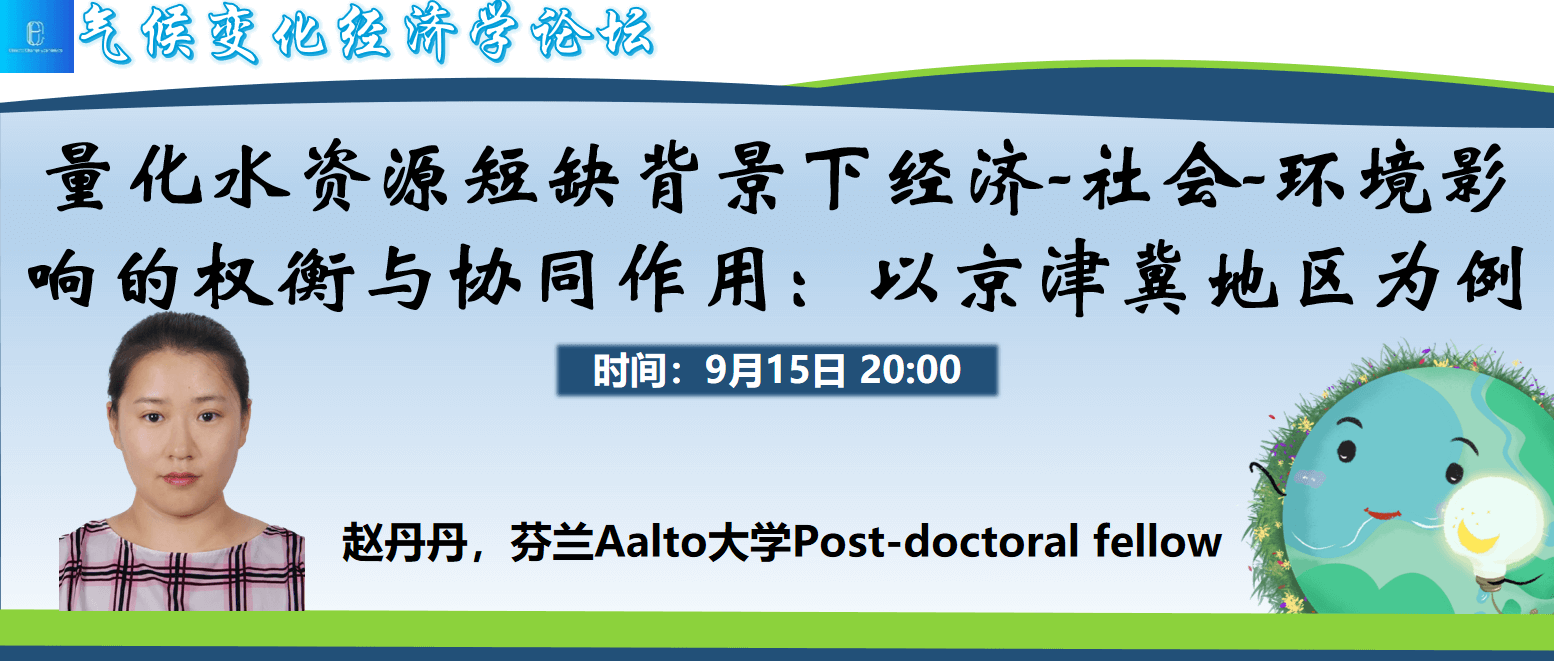 气候变化经济学论坛
量化水资源短缺背景下经济-社会-环境影
响的权衡与协同作用：以京津冀地区为例
时间：9月15日 20:00
赵丹丹，芬兰Aalto大学Post-doctoral fellow